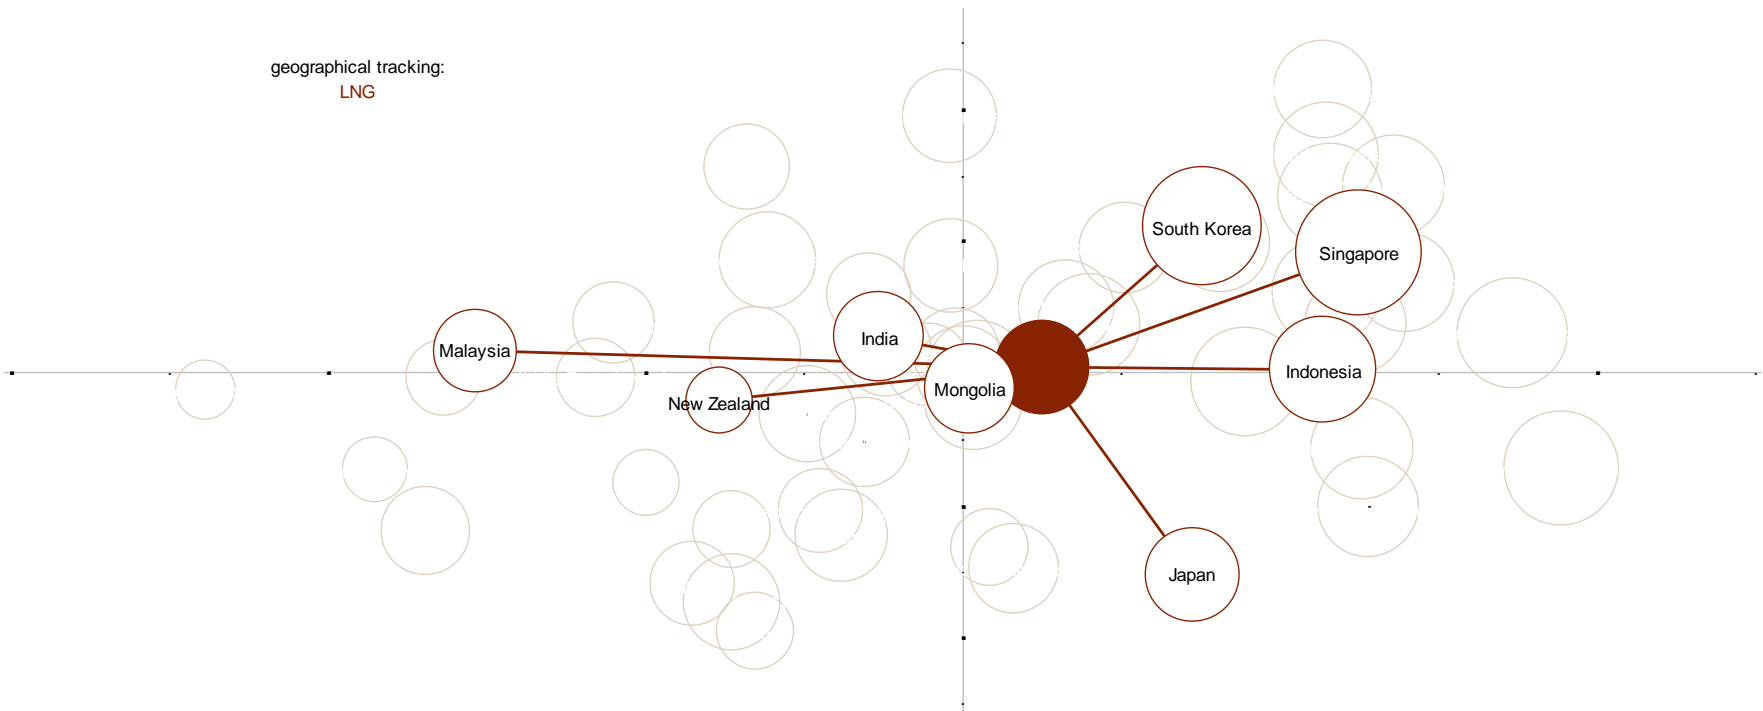 geographical tracking:
LNG
South Korea
Singapore
India
Malaysia
Indonesia
Mongolia
New Zealand
Japan